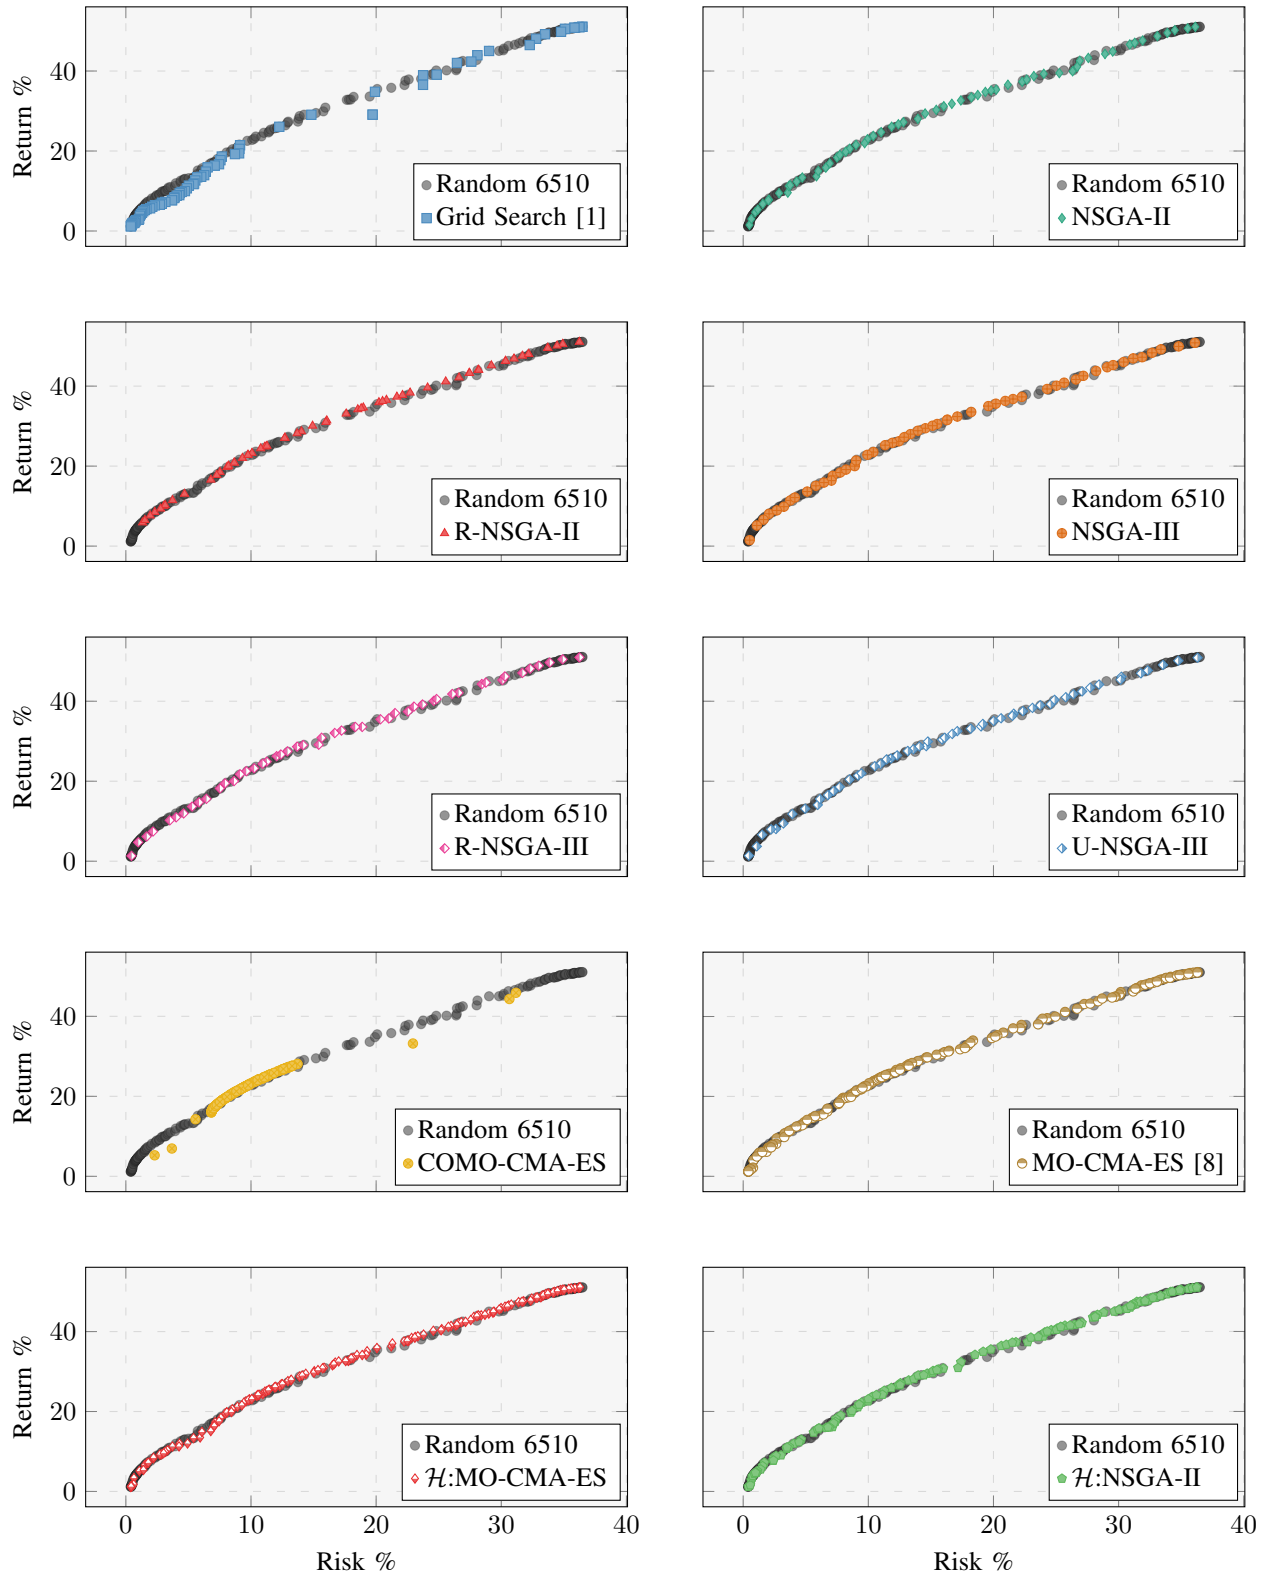 Return %
40
20
0
Random 6510
Grid Search [1]
Random 6510
NSGA-II
Return %
40
20
0
Random 6510
R-NSGA-II
Random 6510
NSGA-III
Return %
40
20
0
Random 6510
R-NSGA-III
Random 6510
U-NSGA-III
Return %
40
20
0
Random 6510
COMO-CMA-ES
Random 6510
MO-CMA-ES [8]
Return %
40
20
0
Random 6510
ℋ:MO-CMA-ES
Random 6510
ℋ:NSGA-II
0 10 20 30 40
0 10 20 30 40
Risk %
Risk %